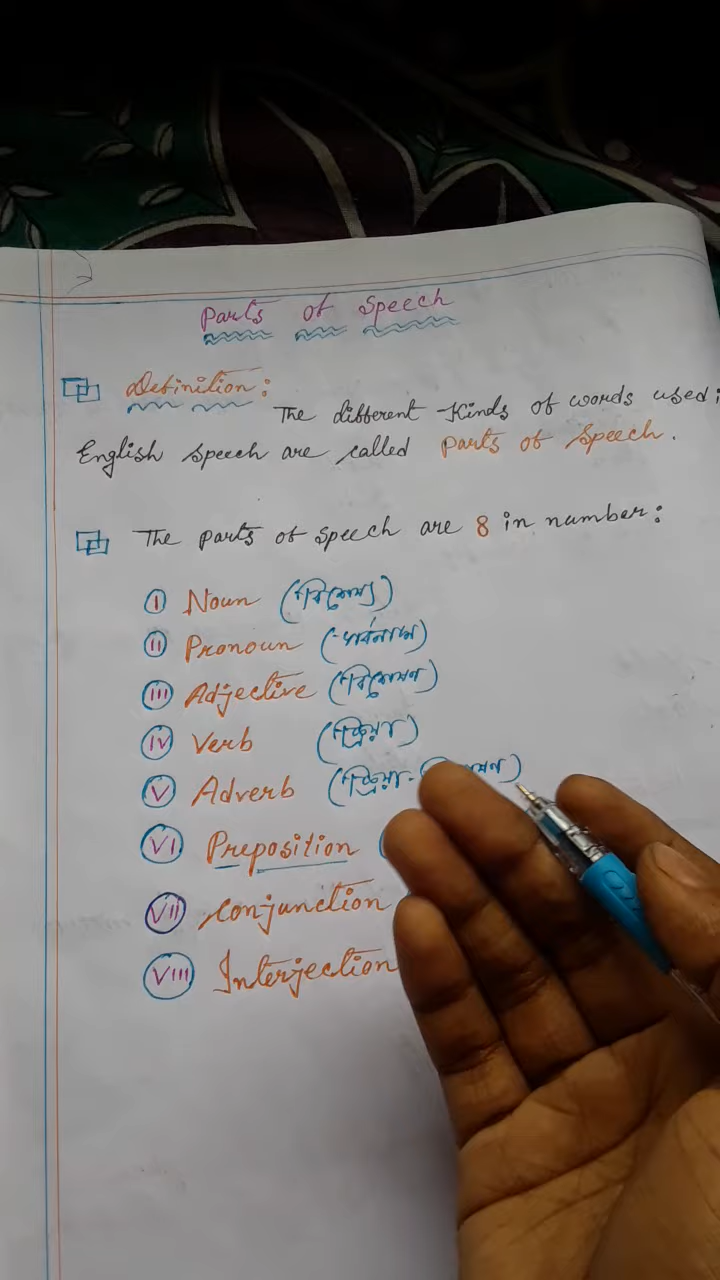 Parts of Speech
Definition:
The different kinds of words used
English speech are called Parts of Speech.
The parts of speech are 8 in number:
I Noun (বিশেষ্য)
II Pronoun (সর্বনাম)
III Adjective (বিশেষণ)
IV Verb (ক্রিয়া)
V Adverb (ক্রিয়া-
VI Preposition (
VII Conjunction
VIII Interjection